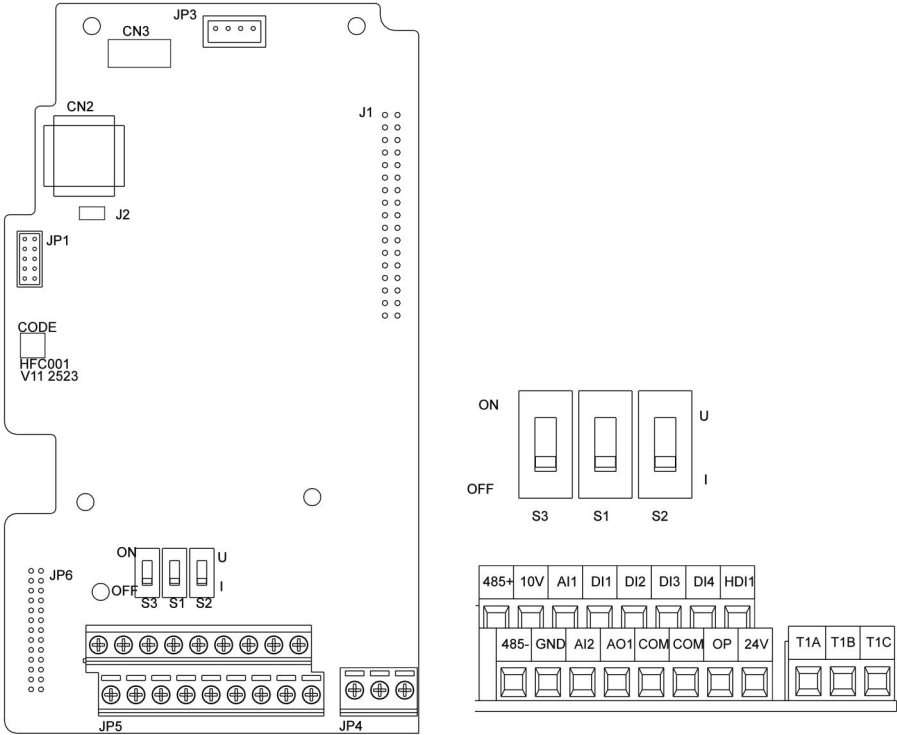 JP3
CN3
CN2
J1
J2
JP1
CODE
HFC001
V11 2523
JP6
ON
OFF
U
I
S3 S1 S2
JP5
JP4
ON
OFF
U
I
S3 S1 S2
485+ 10V AI1 DI1 DI2 DI3 DI4 HDI1
485- GND AI2 AO1 COM COM OP 24V
T1A T1B T1C